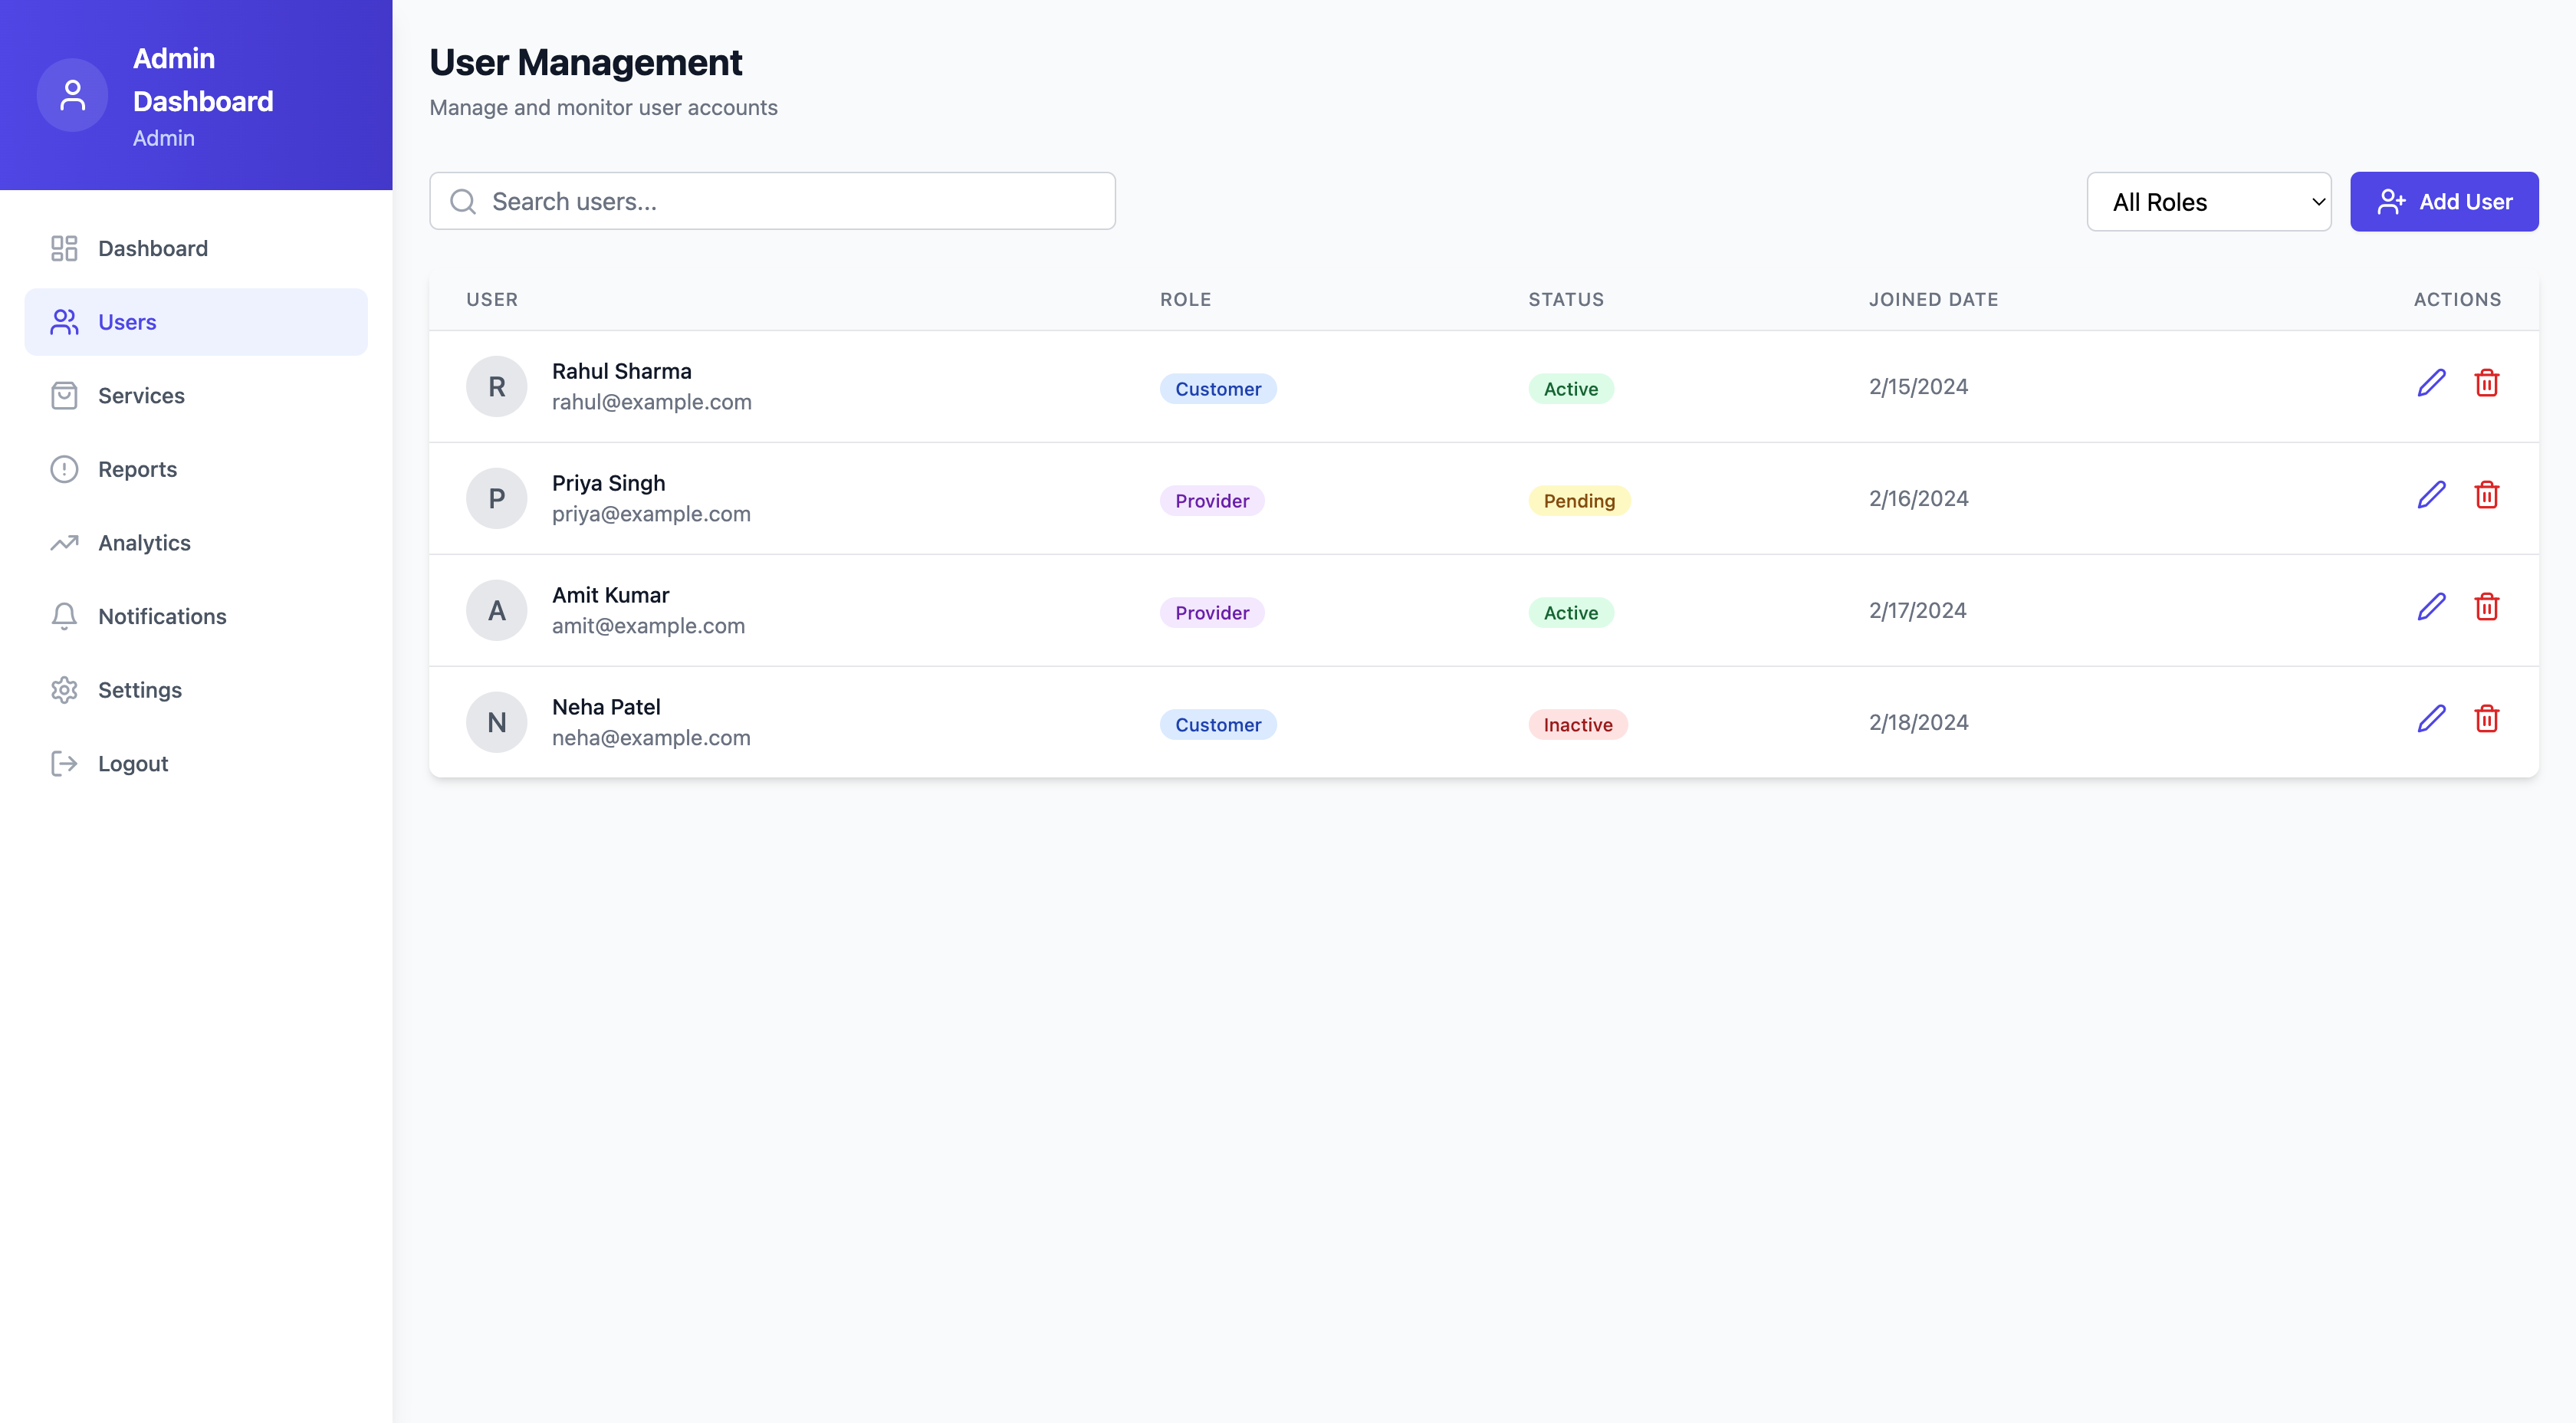 Admin
Dashboard
Admin
Dashboard
Users
Services
Reports
Analytics
Notifications
Settings
Logout
User Management
Manage and monitor user accounts
Search users...
All Roles
Add User
USER ROLE STATUS JOINED DATE ACTIONS
R
Rahul Sharma
rahul@example.com
Customer Active 2/15/2024
P
Priya Singh
priya@example.com
Provider Pending 2/16/2024
A
Amit Kumar
amit@example.com
Provider Active 2/17/2024
N
Neha Patel
neha@example.com
Customer Inactive 2/18/2024